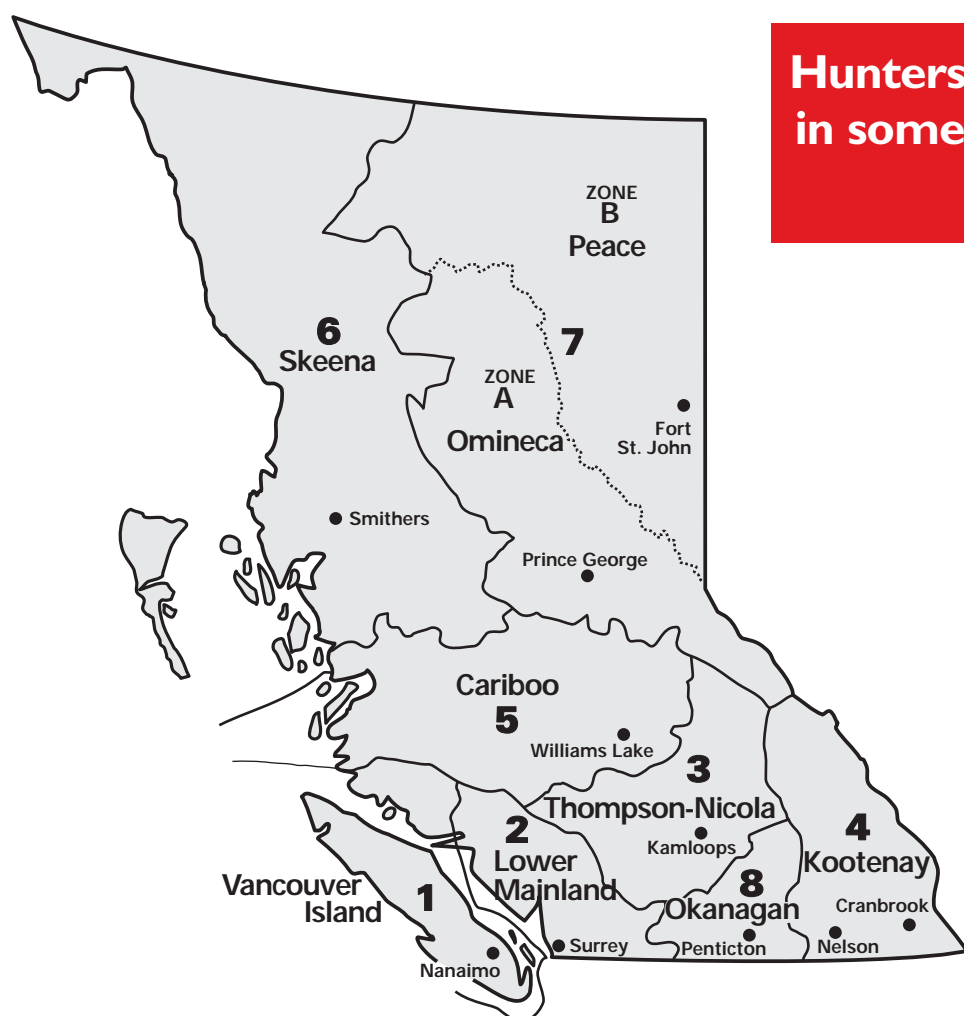 Hunters
in some
ZONE
B
Peace
6
Skeena
7
ZONE
A
Omineca
Fort
St. John
Smithers
Prince George
Cariboo
5
Williams Lake
3
Thompson-Nicola
Kamloops
2
Lower
Mainland
4
Kootenay
Vancouver
Island
1
8
Okanagan
Cranbrook
Surrey
Penticton
Nelson
Nanaimo